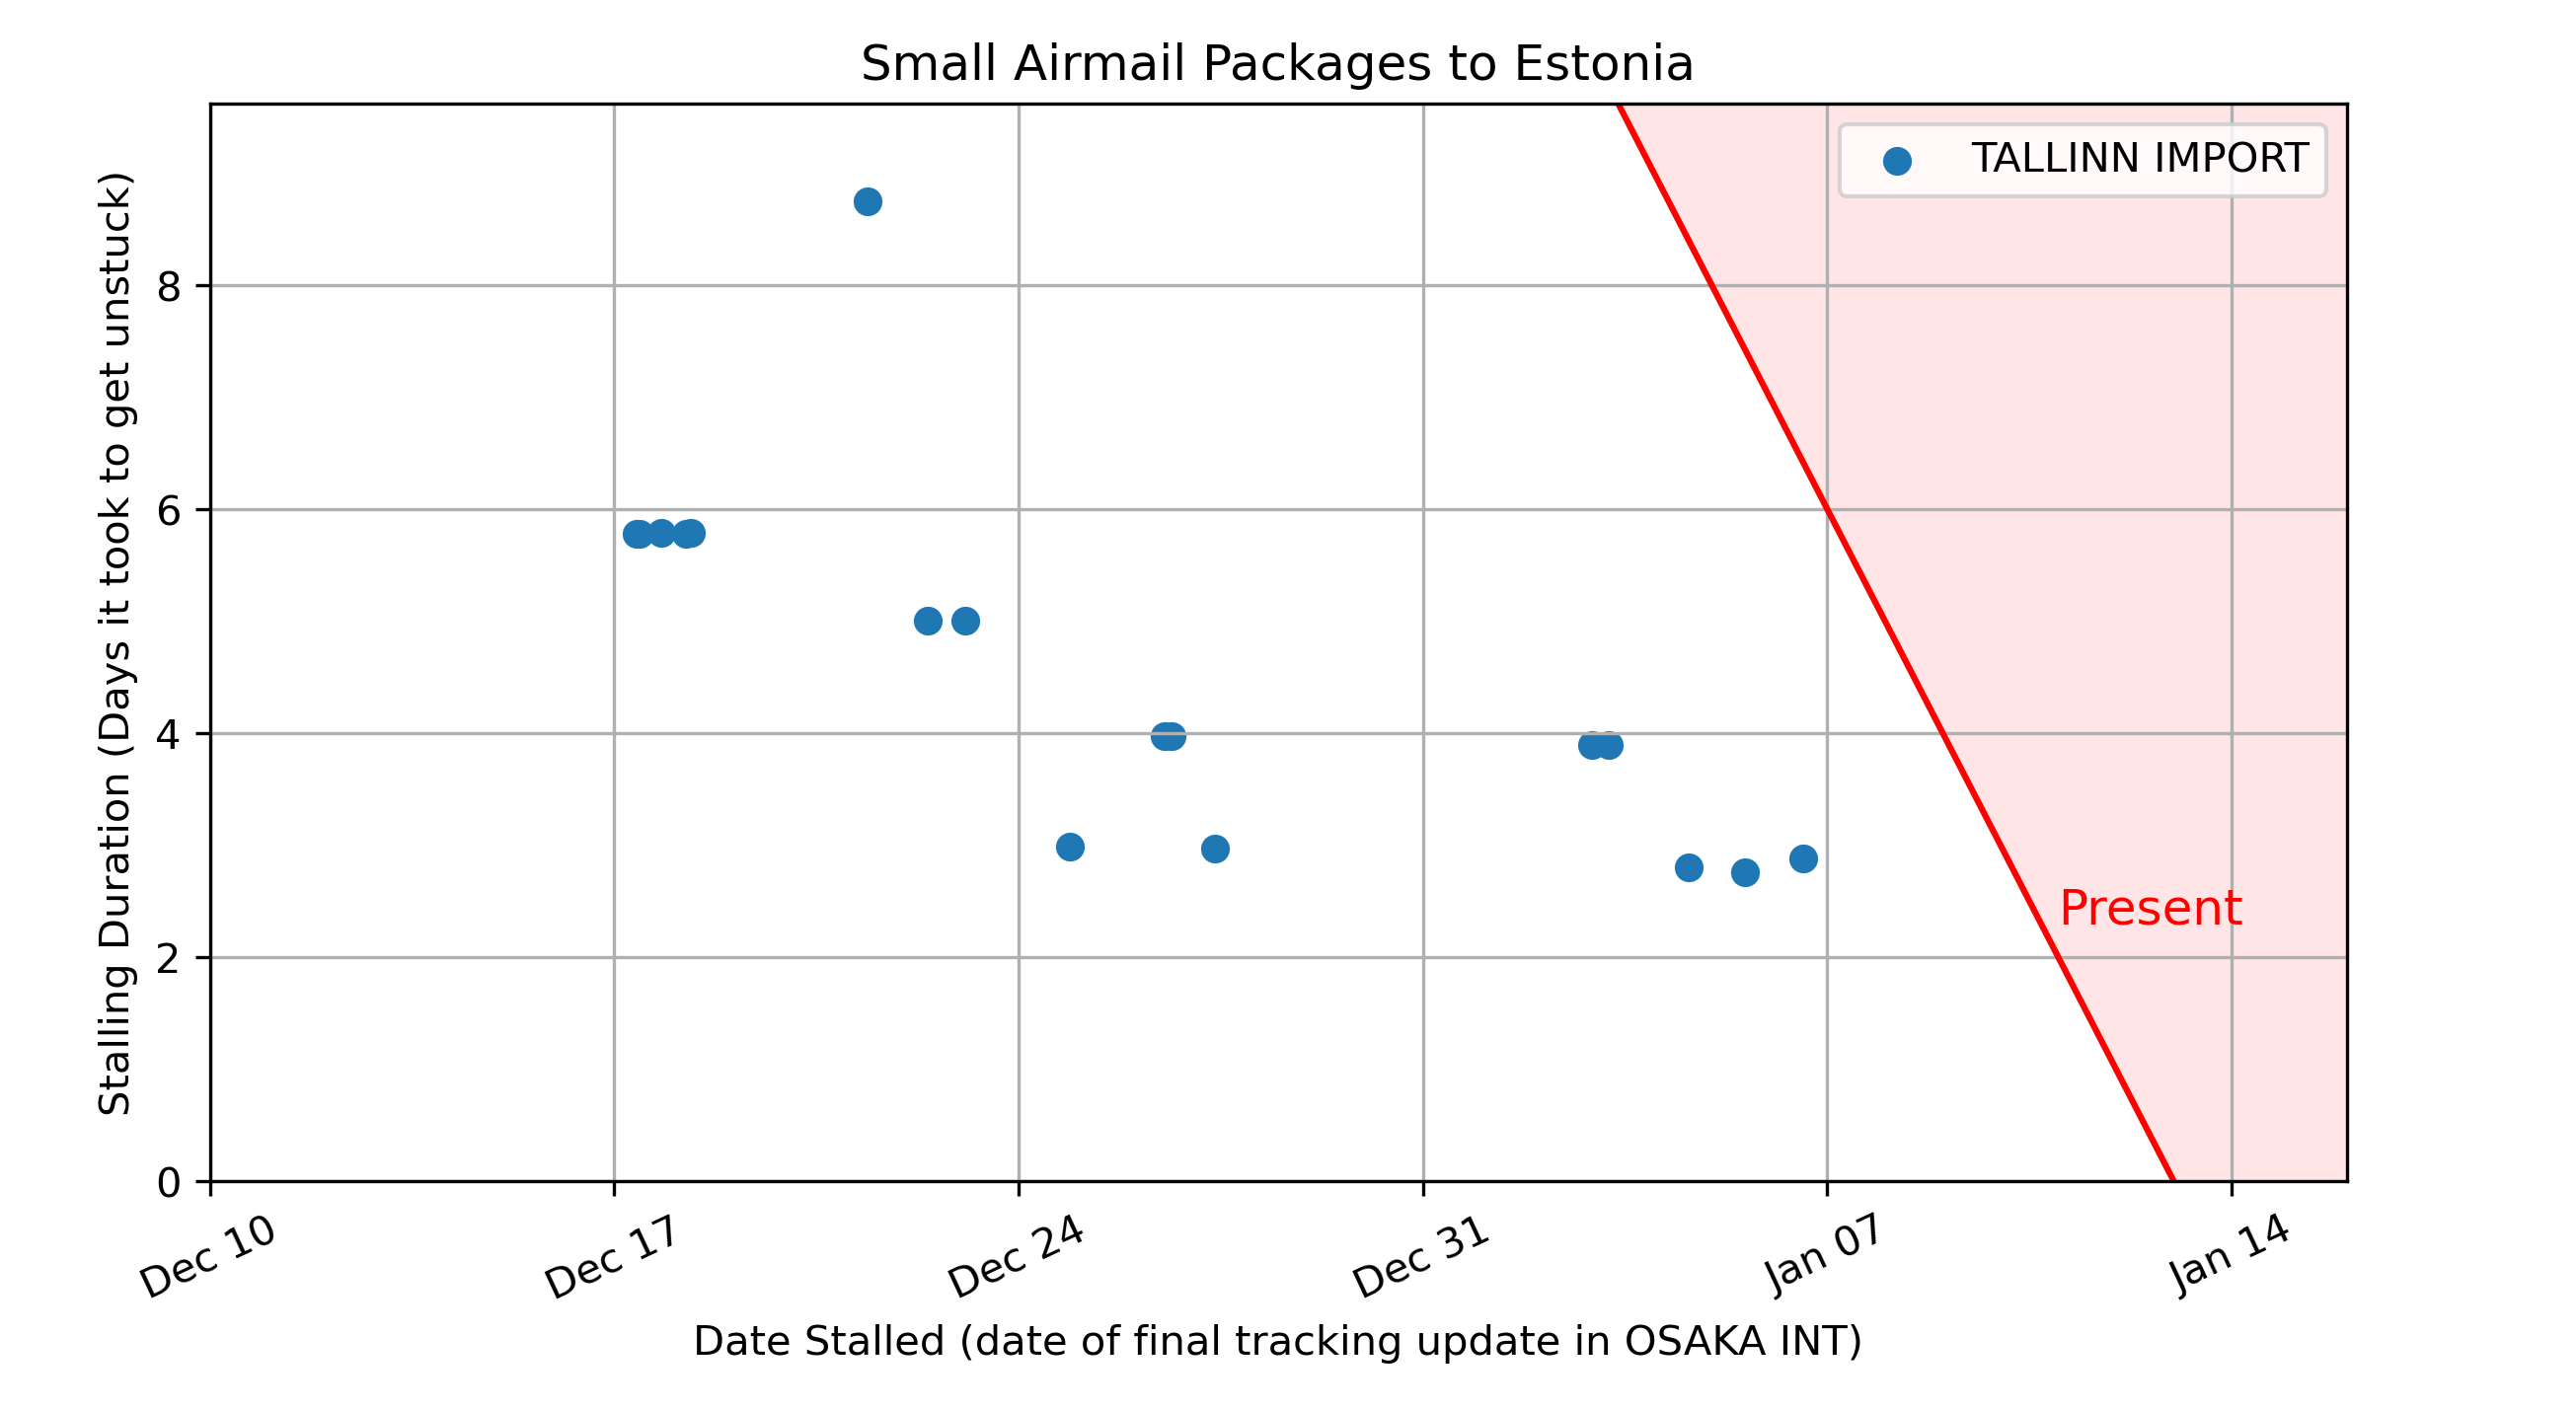 Small Airmail Packages to Estonia
TALLINN IMPORT
Stalling Duration (Days it took to get unstuck)
8
6
4
2
0
Present
Dec 10
Dec 17
Dec 24
Dec 31
Jan 07
Jan 14
Date Stalled (date of final tracking update in OSAKA INT)